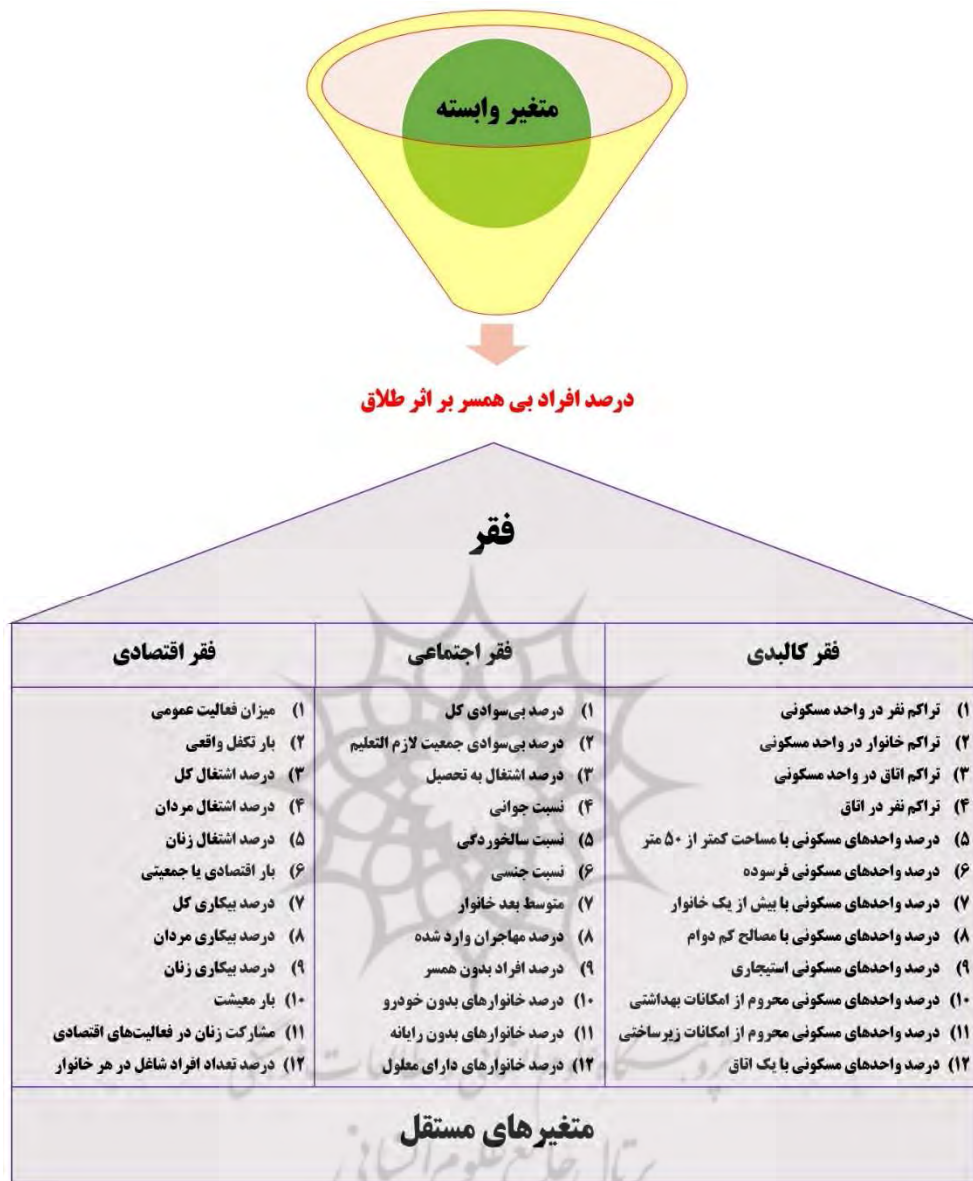 متغیر وابسته
درصد افراد بی همسر بر اثر طلاق
فقر
فقر کالبدی
۱) تراکم نفر در واحد مسکونی
۲) تراکم خانوار در واحد مسکونی
۳) تراکم اتاق در واحد مسکونی
۴) تراکم نفر در اتاق
۵) درصد واحدهای مسکونی با مساحت کمتر از ۵۰ متر
۶) درصد واحدهای مسکونی فرسوده
۷) درصد واحدهای مسکونی با بیش از یک خانوار
۸) درصد واحدهای مسکونی با مصالح کم دوام
۹) درصد واحدهای مسکونی استیجاری
۱۰) درصد واحدهای مسکونی محروم از امکانات بهداشتی
۱۱) درصد واحدهای مسکونی محروم از امکانات زیرساختی
۱۲) درصد واحدهای مسکونی با یک اتاق
فقر اجتماعی
۱) درصد بی‌سوادی کل
۲) درصد بی‌سوادی جمعیت لازم التعلیم
۳) درصد اشتغال به تحصیل
۴) نسبت جوانی
۵) نسبت سالخوردگی
۶) نسبت جنسی
۷) متوسط بعد خانوار
۸) درصد مهاجران وارد شده
۹) درصد افراد بدون همسر
۱۰) درصد خانوارهای بدون خودرو
۱۱) درصد خانوارهای بدون رایانه
۱۲) درصد خانوارهای دارای معلول
فقر اقتصادی
۱) میزان فعالیت عمومی
۲) بار تکفل واقعی
۳) درصد اشتغال کل
۴) درصد اشتغال مردان
۵) درصد اشتغال زنان
۶) بار اقتصادی یا جمعیتی
۷) درصد بیکاری کل
۸) درصد بیکاری مردان
۹) درصد بیکاری زنان
۱۰) بار معیشت
۱۱) مشارکت زنان در فعالیت‌های اقتصادی
۱۲) درصد تعداد افراد شاغل در هر خانوار
متغیرهای مستقل
پرتال جامع علوم انسانی